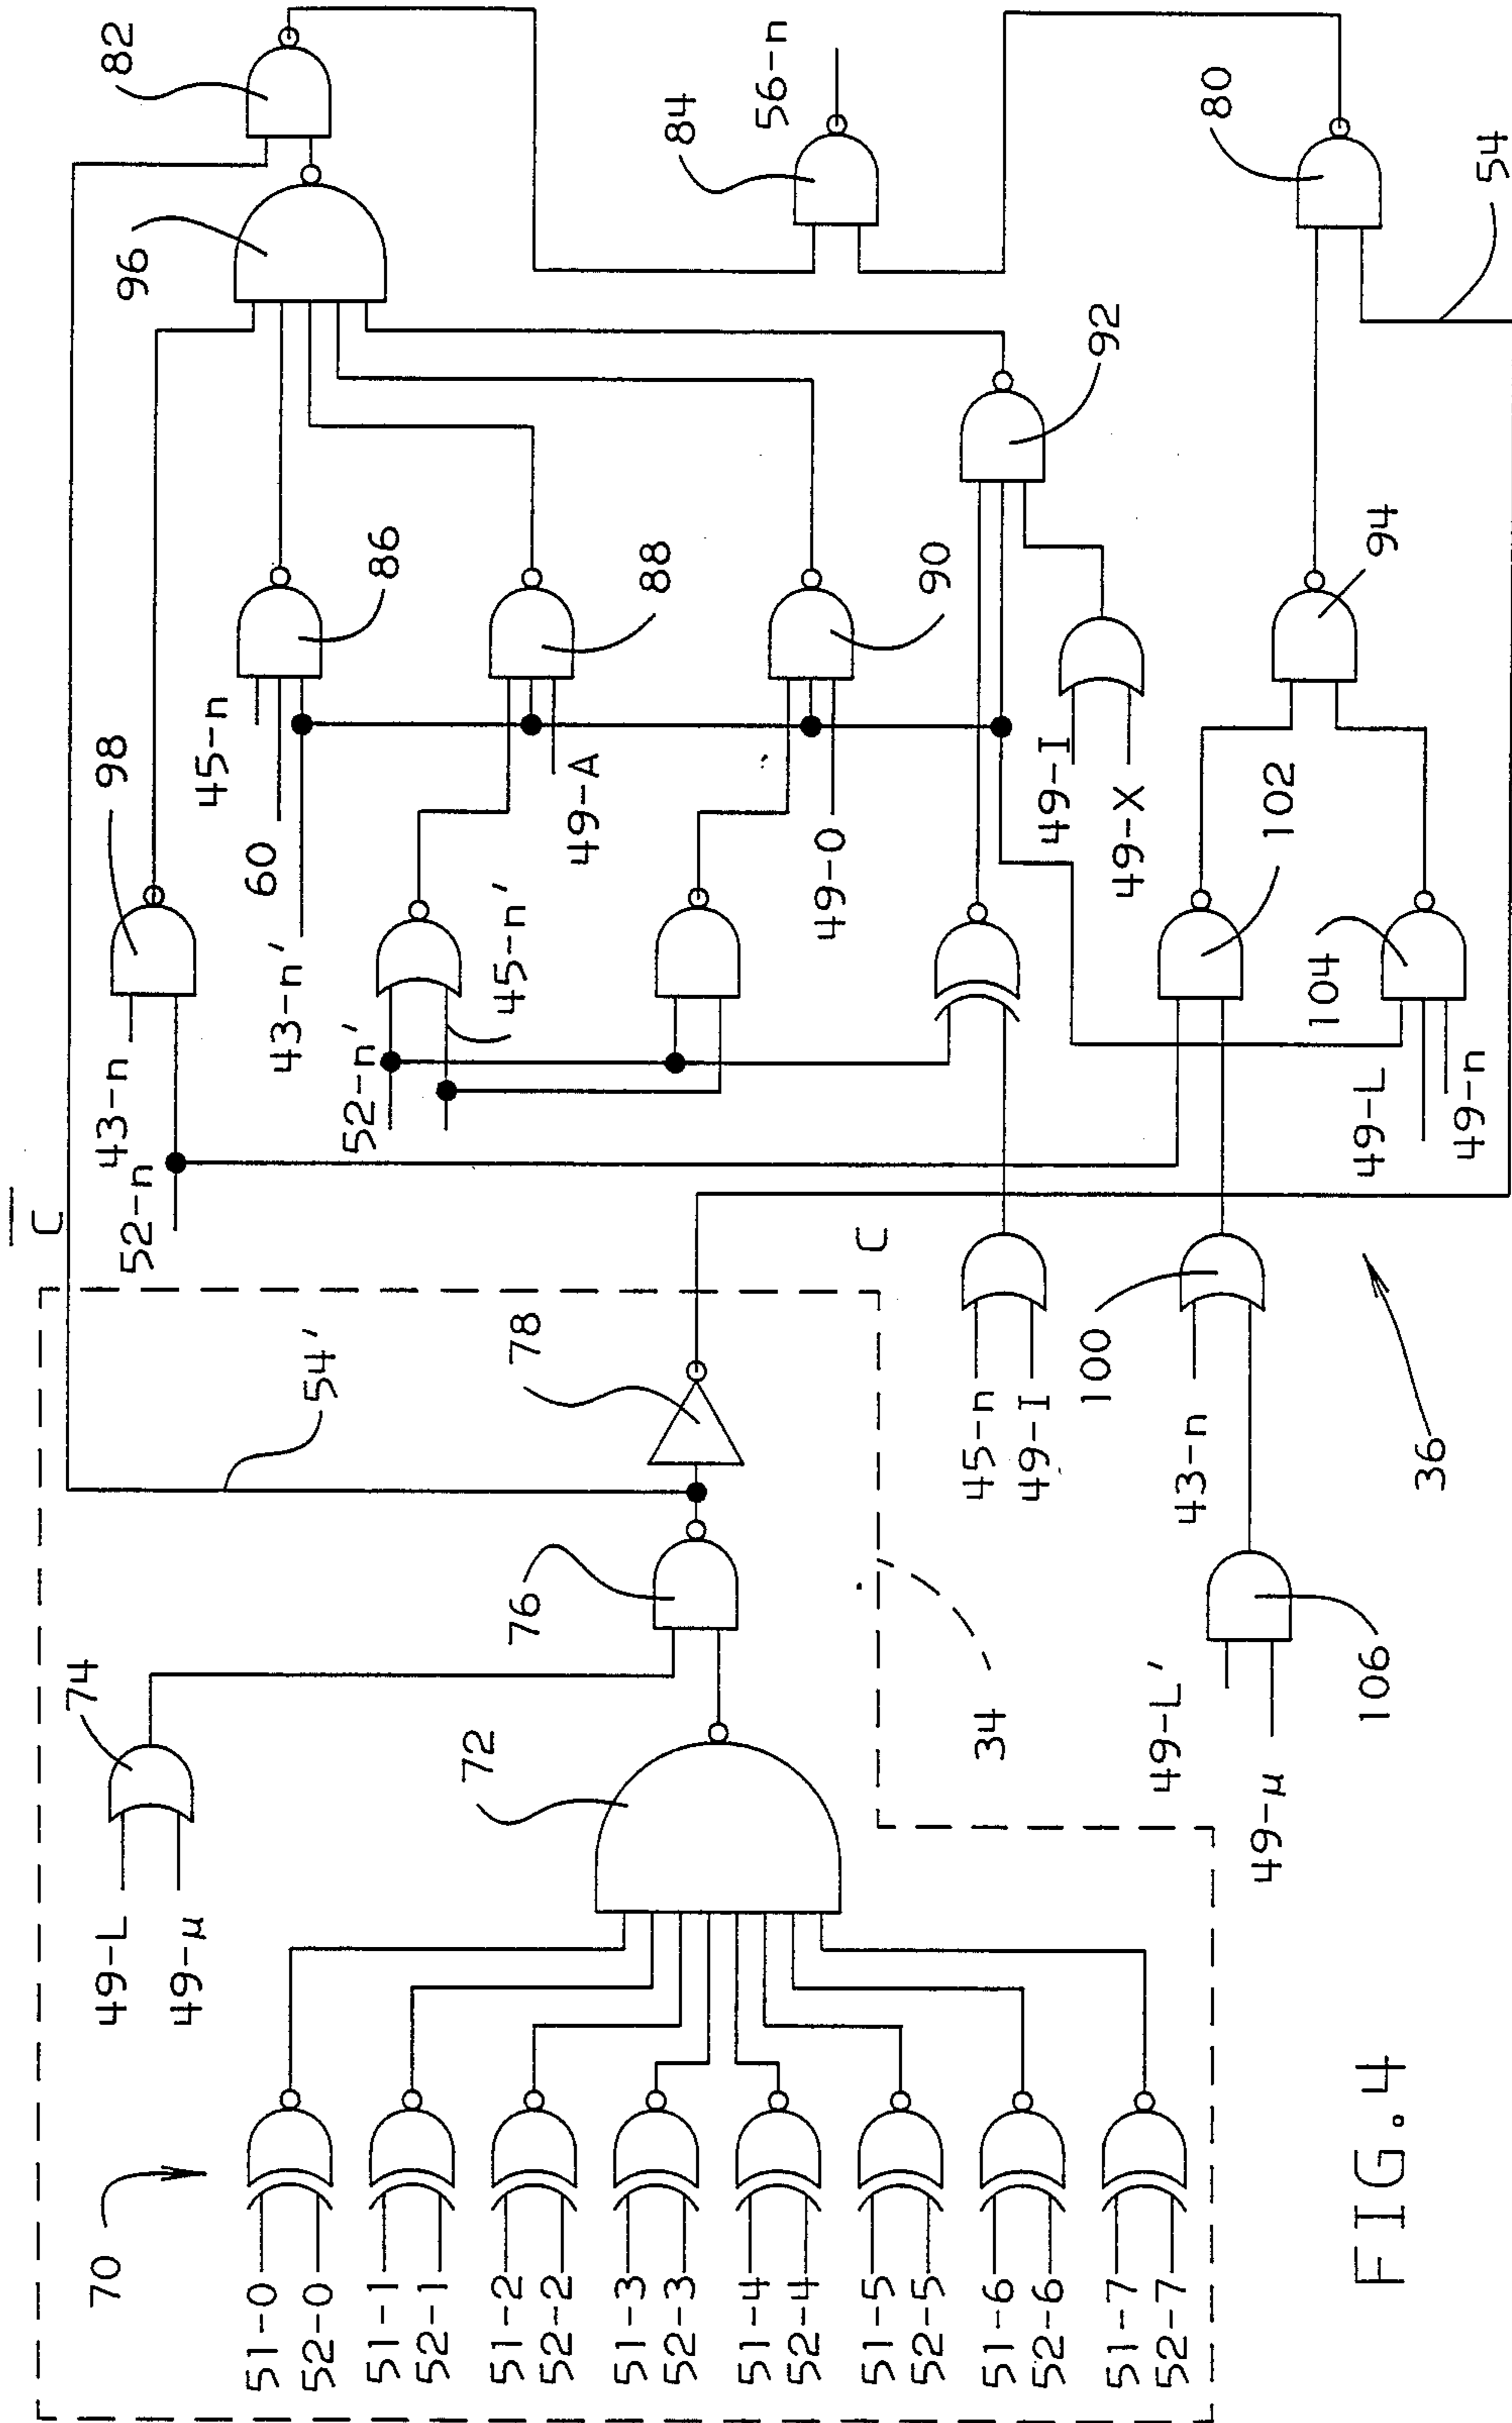 C̅
82
96
98
45-n
60
43-n
52-n
43-n'
86
84
56-n
88
49-A
45-n'
52-n'
90
49-O
92
80
54
49-I
49-X
94
102
104
49-L
49-n
C
54'
78
76
74
49-L
49-μ
72
70
51-0
52-0
51-1
52-1
51-2
52-2
51-3
52-3
51-4
52-4
51-5
52-5
51-6
52-6
51-7
52-7
34
45-n
49-I
100
43-n
49-L'
49-μ
106
36
FIG. 4